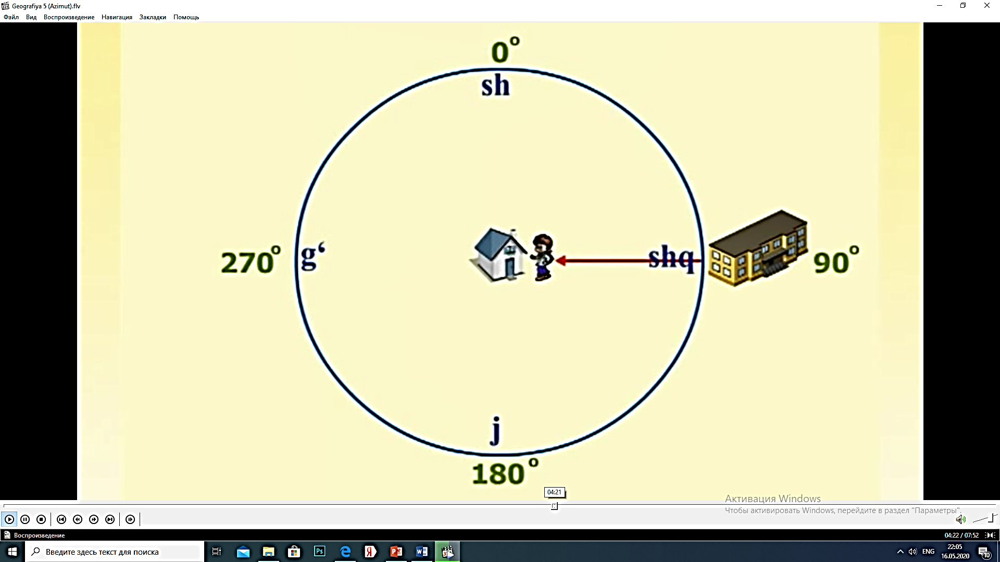 Geografiya 5 (Azimut).flv
Файл Вид Воспроизведение Навигация Закладки Помощь
0°
sh
270° g‘ shq 90°
j
180°
04:21
Активация Windows
Чтобы активировать Windows, перейдите в раздел "Параметры".
Воспроизведение 04:22 / 07:52
Введите здесь текст для поиска
ENG
22:05
16.05.2020
10